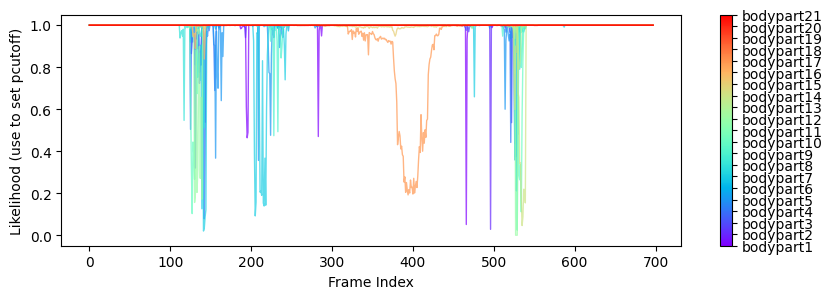 1.0
0.8
0.6
0.4
0.2
0.0
Likelihood (use to set pcutoff)
0 100 200 300 400 500 600 700
Frame Index
bodypart21
bodypart20
bodypart19
bodypart18
bodypart17
bodypart16
bodypart15
bodypart14
bodypart13
bodypart12
bodypart11
bodypart10
bodypart9
bodypart8
bodypart7
bodypart6
bodypart5
bodypart4
bodypart3
bodypart2
bodypart1